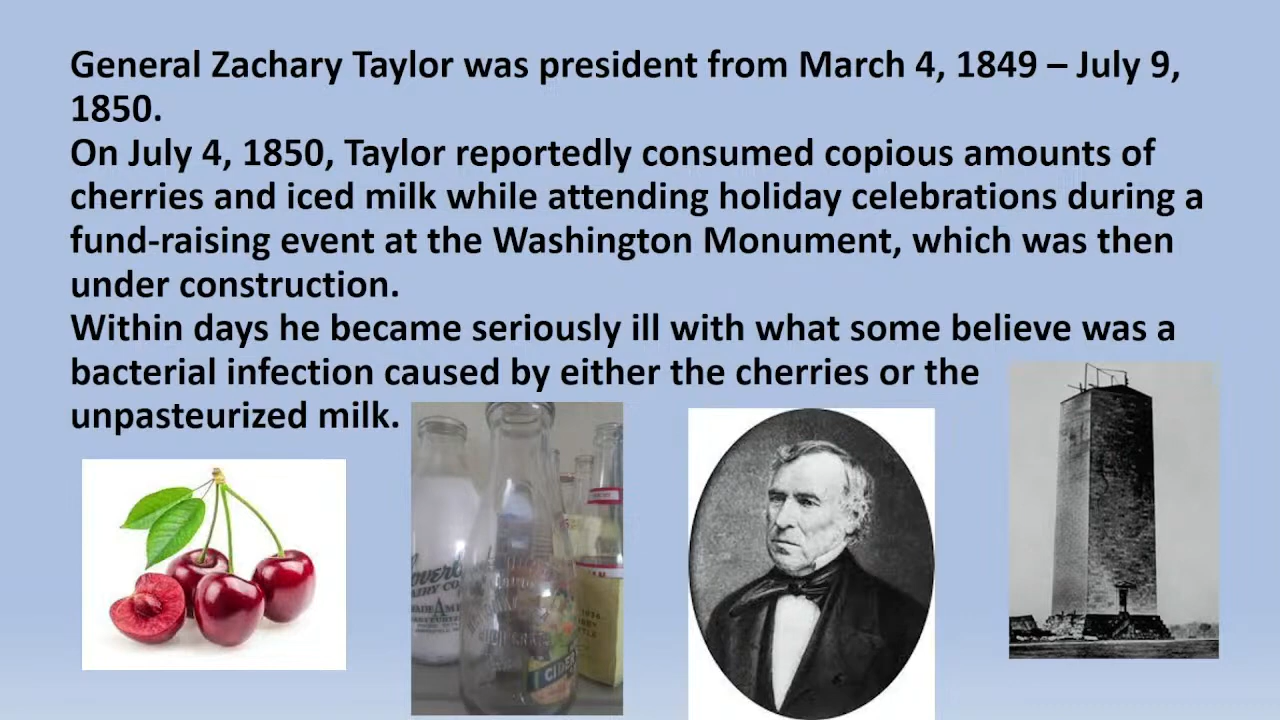 General Zachary Taylor was president from March 4, 1849 – July 9,
1850.
On July 4, 1850, Taylor reportedly consumed copious amounts of
cherries and iced milk while attending holiday celebrations during a
fund-raising event at the Washington Monument, which was then
under construction.
Within days he became seriously ill with what some believe was a
bacterial infection caused by either the cherries or the
unpasteurized milk.